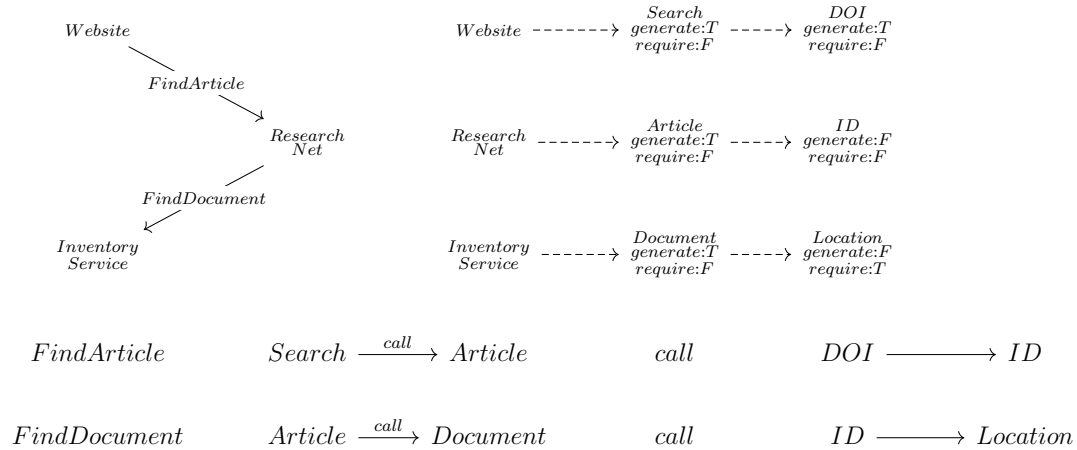 Website
FindArticle
Research
Net
FindDocument
Inventory
Service
Website
Search
generate:T
require:F
DOI
generate:T
require:F
Research
Net
Article
generate:T
require:F
ID
generate:F
require:F
Inventory
Service
Document
generate:T
require:F
Location
generate:F
require:T
FindArticle Search call Article call DOI ID
FindDocument Article call Document call ID Location